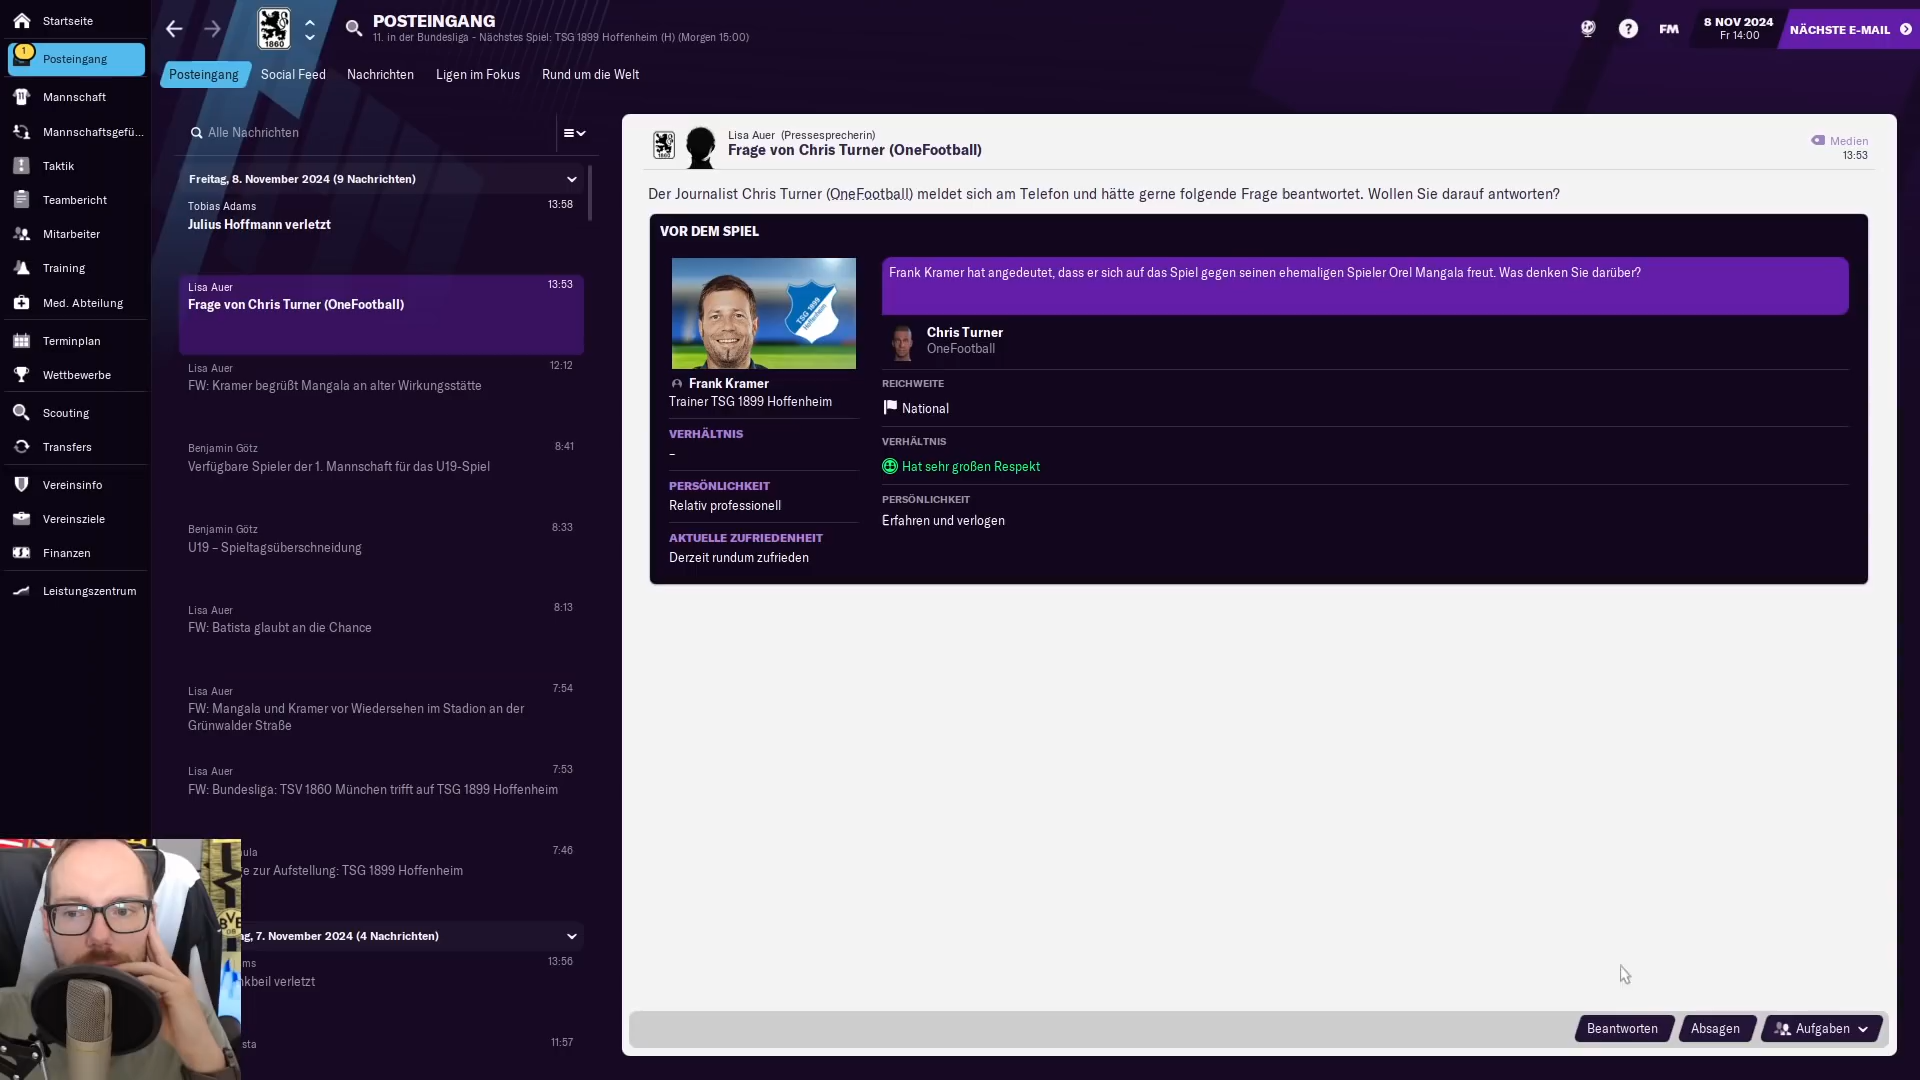 Startseite
1
Posteingang
Mannschaft
Mannschaftsgefü...
Taktik
Teambericht
Mitarbeiter
Training
Med. Abteilung
Terminplan
Wettbewerbe
Scouting
Transfers
Vereinsinfo
Vereinsziele
Finanzen
Leistungszentrum
1860
POSTEINGANG
11. in der Bundesliga - Nächstes Spiel: TSG 1899 Hoffenheim (H) (Morgen 15:00)
FM
8 NOV 2024
Fr 14:00
NÄCHSTE E-MAIL
Posteingang
Social Feed
Nachrichten
Ligen im Fokus
Rund um die Welt
Alle Nachrichten
Freitag, 8. November 2024 (9 Nachrichten)
Tobias Adams 13:58
Julius Hoffmann verletzt
Lisa Auer 13:53
Frage von Chris Turner (OneFootball)
Lisa Auer 12:12
FW: Kramer begrüßt Mangala an alter Wirkungsstätte
Benjamin Götz 8:41
Verfügbare Spieler der 1. Mannschaft für das U19-Spiel
Benjamin Götz 8:33
U19 – Spieltagsüberschneidung
Lisa Auer 8:13
FW: Batista glaubt an die Chance
Lisa Auer 7:54
FW: Mangala und Kramer vor Wiedersehen im Stadion an der
Grünwalder Straße
Lisa Auer 7:53
FW: Bundesliga: TSV 1860 München trifft auf TSG 1899 Hoffenheim
7:46
zur Aufstellung: TSG 1899 Hoffenheim
7. November 2024 (4 Nachrichten)
13:56
verletzt
11:57
BVB
09
Lisa Auer (Pressesprecherin)
Frage von Chris Turner (OneFootball)
Medien
13:53
Der Journalist Chris Turner (OneFootball) meldet sich am Telefon und hätte gerne folgende Frage beantwortet. Wollen Sie darauf antworten?
VOR DEM SPIEL
TSG 1899
Hoffenheim
Frank Kramer
Trainer TSG 1899 Hoffenheim
VERHÄLTNIS
–
PERSÖNLICHKEIT
Relativ professionell
AKTUELLE ZUFRIEDENHEIT
Derzeit rundum zufrieden
Frank Kramer hat angedeutet, dass er sich auf das Spiel gegen seinen ehemaligen Spieler Orel Mangala freut. Was denken Sie darüber?
Chris Turner
OneFootball
REICHWEITE
National
VERHÄLTNIS
Hat sehr großen Respekt
PERSÖNLICHKEIT
Erfahren und verlogen
Beantworten
Absagen
Aufgaben